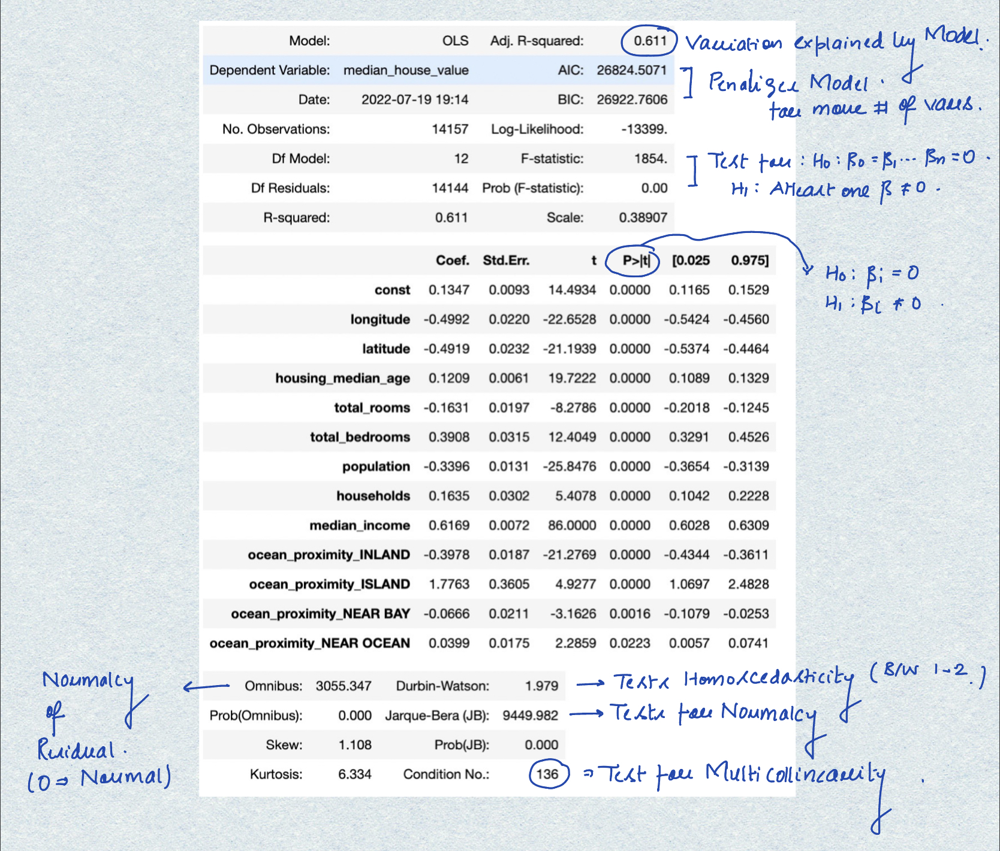 Model: OLS Adj. R-squared: 0.611 Variation explained by Model.
Dependent Variable: median_house_value AIC: 26824.5071 ] Penalizer Model.
Date: 2022-07-19 19:14 BIC: 26922.7606 for more # of vars.
No. Observations: 14157 Log-Likelihood: -13399.
Df Model: 12 F-statistic: 1854. ] Test for : H0 : β0 = β1 ... βn = 0 .
Df Residuals: 14144 Prob (F-statistic): 0.00 H1 : Atleast one β ≠ 0 .
R-squared: 0.611 Scale: 0.38907
Coef. Std.Err. t P>|t| [0.025 0.975]
H0 : βi = 0
H1 : βi ≠ 0 .
const 0.1347 0.0093 14.4934 0.0000 0.1165 0.1529
longitude -0.4992 0.0220 -22.6528 0.0000 -0.5424 -0.4560
latitude -0.4919 0.0232 -21.1939 0.0000 -0.5374 -0.4464
housing_median_age 0.1209 0.0061 19.7222 0.0000 0.1089 0.1329
total_rooms -0.1631 0.0197 -8.2786 0.0000 -0.2018 -0.1245
total_bedrooms 0.3908 0.0315 12.4049 0.0000 0.3291 0.4526
population -0.3396 0.0131 -25.8476 0.0000 -0.3654 -0.3139
households 0.1635 0.0302 5.4078 0.0000 0.1042 0.2228
median_income 0.6169 0.0072 86.0000 0.0000 0.6028 0.6309
ocean_proximity_INLAND -0.3978 0.0187 -21.2769 0.0000 -0.4344 -0.3611
ocean_proximity_ISLAND 1.7763 0.3605 4.9277 0.0000 1.0697 2.4828
ocean_proximity_NEAR BAY -0.0666 0.0211 -3.1626 0.0016 -0.1079 -0.0253
ocean_proximity_NEAR OCEAN 0.0399 0.0175 2.2859 0.0223 0.0057 0.0741
Normalcy
of
Residual.
(0 => Normal)
Omnibus: 3055.347 Durbin-Watson: 1.979 → Tests Homoscedasticity (B/W 1-2.)
Prob(Omnibus): 0.000 Jarque-Bera (JB): 9449.982 → Tests for Normalcy
Skew: 1.108 Prob(JB): 0.000
Kurtosis: 6.334 Condition No.: 136 => Test for Multicollinearity .